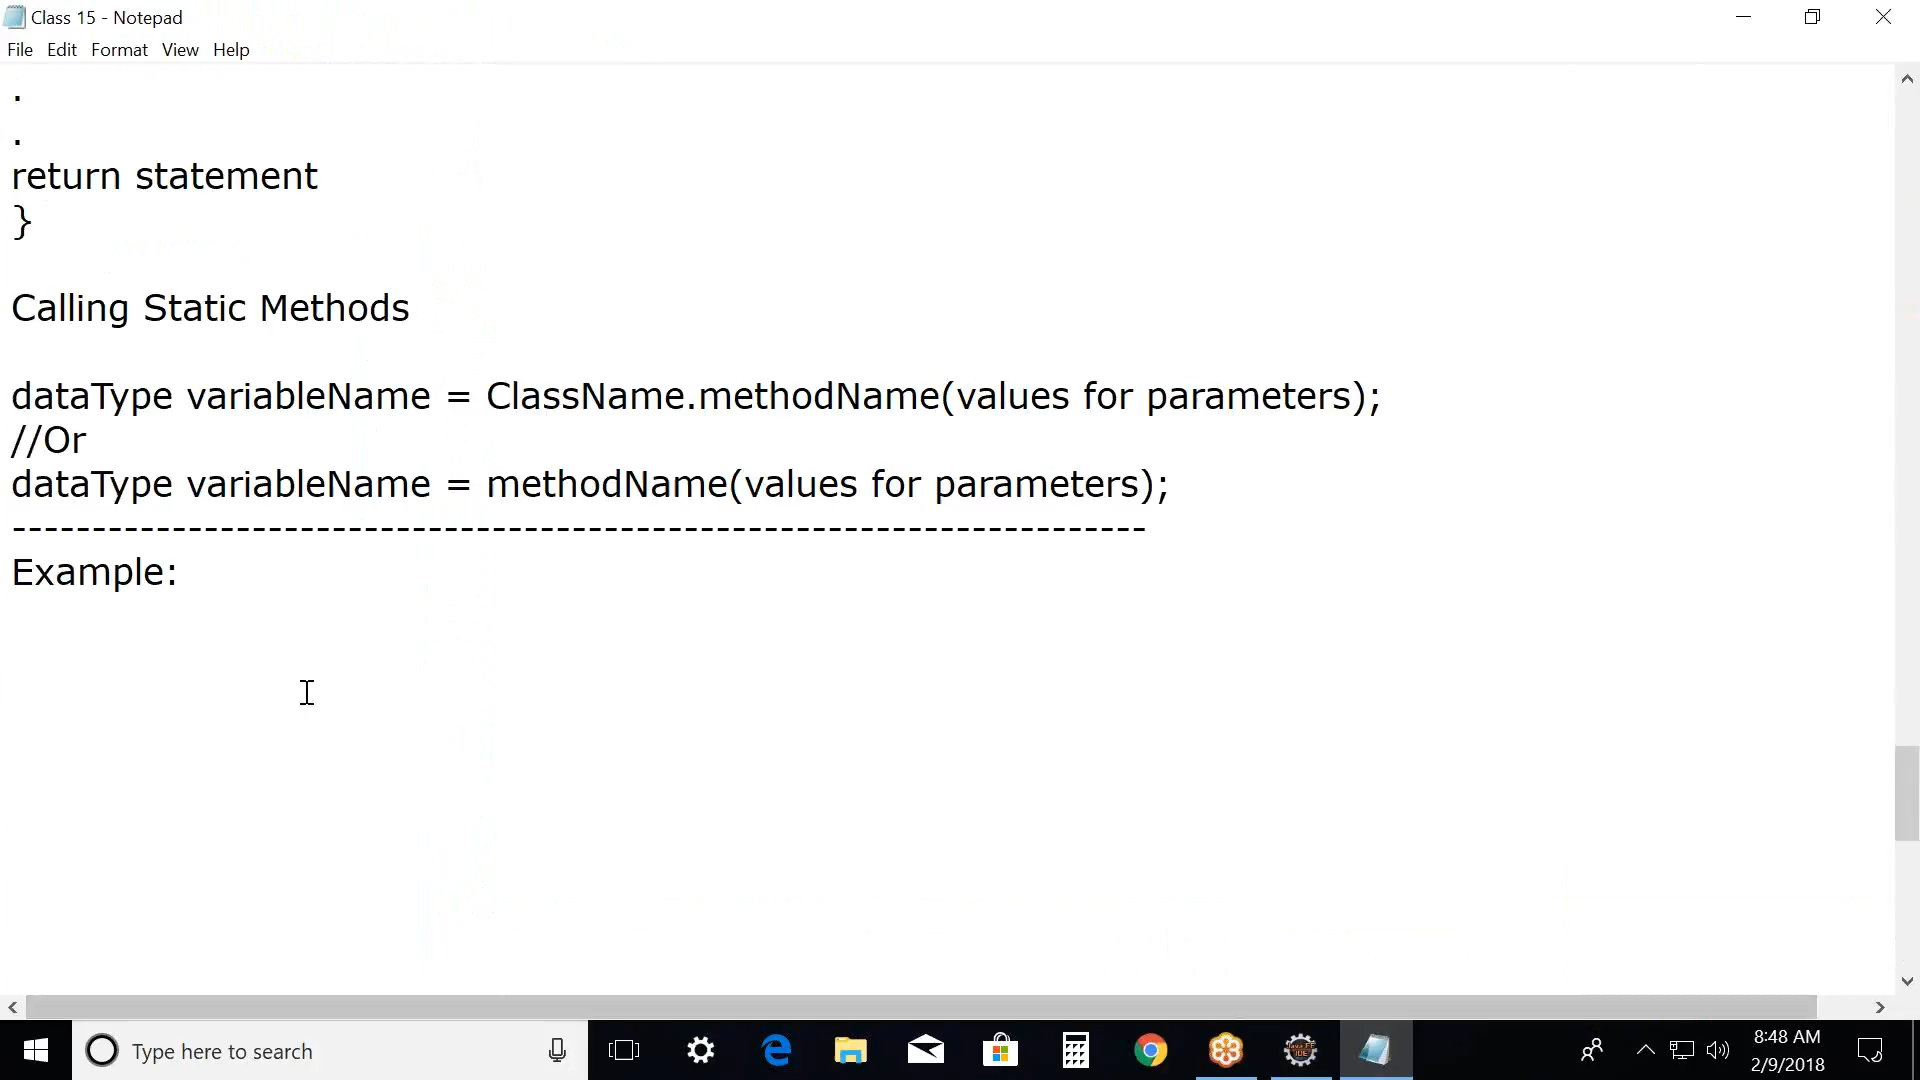 Class 15 - Notepad
File Edit Format View Help
.
.
return statement
}
Calling Static Methods
dataType variableName = ClassName.methodName(values for parameters);
//Or
dataType variableName = methodName(values for parameters);
-----------------------------------------------------------------------
Example:
Type here to search
8:48 AM
2/9/2018